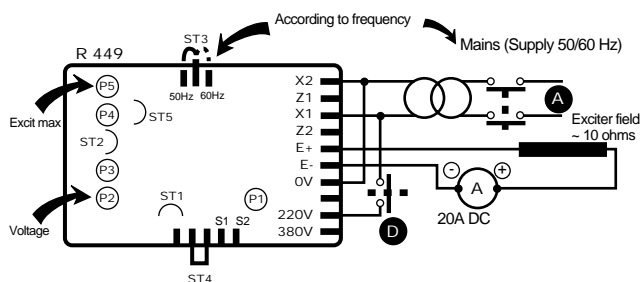 According to frequency
ST3
R 449
Mains (Supply 50/60 Hz)
50Hz
60Hz
P5
P4
ST5
ST2
P3
P2
Excit max
Voltage
ST1
P1
S1 S2
ST4
X2
Z1
X1
Z2
E+
E-
0V
220V
380V
A
D
Exciter field
~ 10 ohms
- A +
20A DC